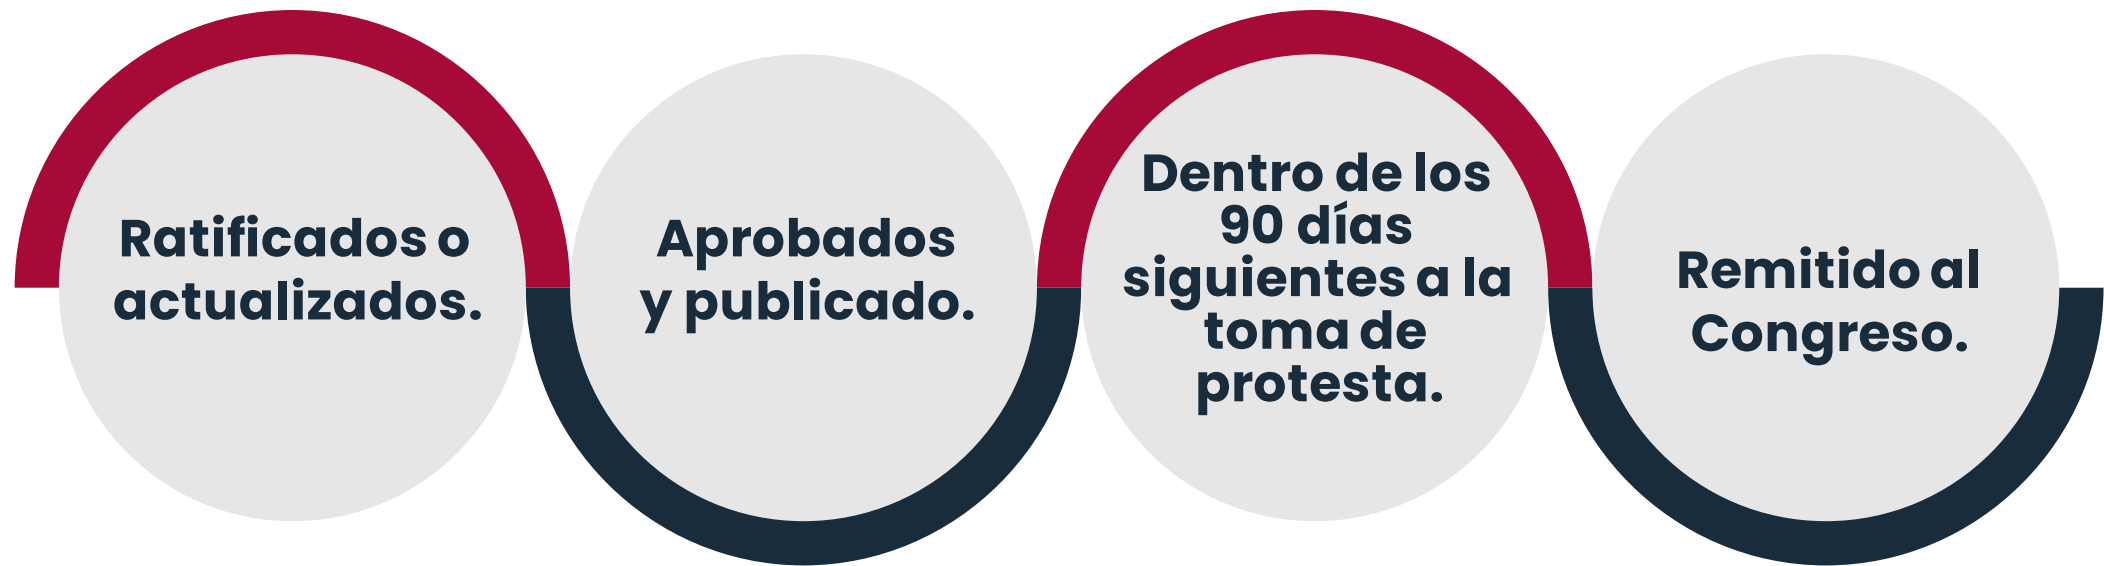 Ratificados o
actualizados.
Aprobados
y publicado.
Dentro de los
90 días
siguientes a la
toma de
protesta.
Remitido al
Congreso.